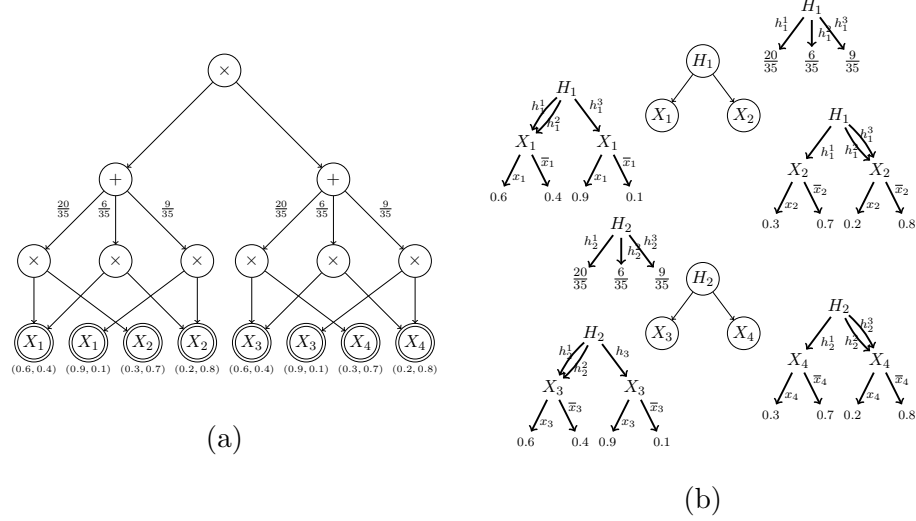 ×
+ +
20/35 6/35 9/35 20/35 6/35 9/35
× × × × × ×
X₁ X₁ X₂ X₂ X₃ X₃ X₄ X₄
(0.6, 0.4) (0.9, 0.1) (0.3, 0.7) (0.2, 0.8) (0.6, 0.4) (0.9, 0.1) (0.3, 0.7) (0.2, 0.8)
(a)
H₁
h₁¹ h₁² h₁³
20/35 6/35 9/35
H₁
X₁ X₂
H₁
h₁¹ h₁² h₁³
X₁ X₁
x₁ x̅₁ x₁ x̅₁
0.6 0.4 0.9 0.1
H₁
h₁¹ h₁² h₁³
X₂ X₂
x₂ x̅₂ x₂ x̅₂
0.3 0.7 0.2 0.8
H₂
h₂¹ h₂² h₂³
20/35 6/35 9/35
H₂
X₃ X₄
H₂
h₂¹ h₂² h₃
X₃ X₃
x₃ x̅₃ x₃ x̅₃
0.6 0.4 0.9 0.1
H₂
h₂¹ h₂² h₂³
X₄ X₄
x₄ x̅₄ x₄ x̅₄
0.3 0.7 0.2 0.8
(b)